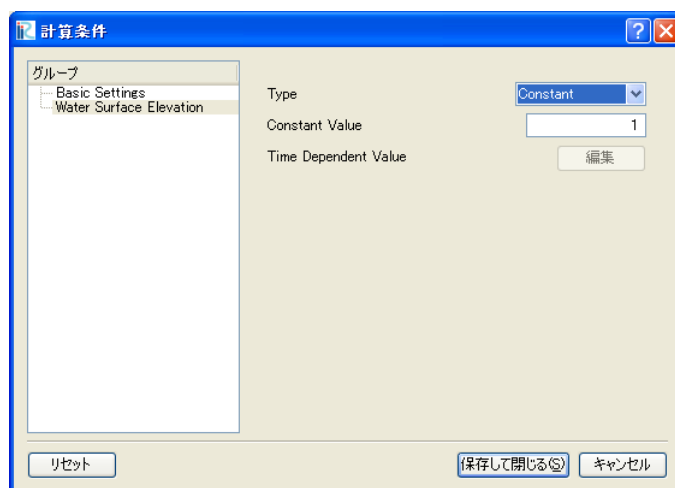 iRIC 計算条件
グループ
Basic Settings
Water Surface Elevation
Type Constant
Constant Value 1
Time Dependent Value 編集
リセット 保存して閉じる(S) キャンセル